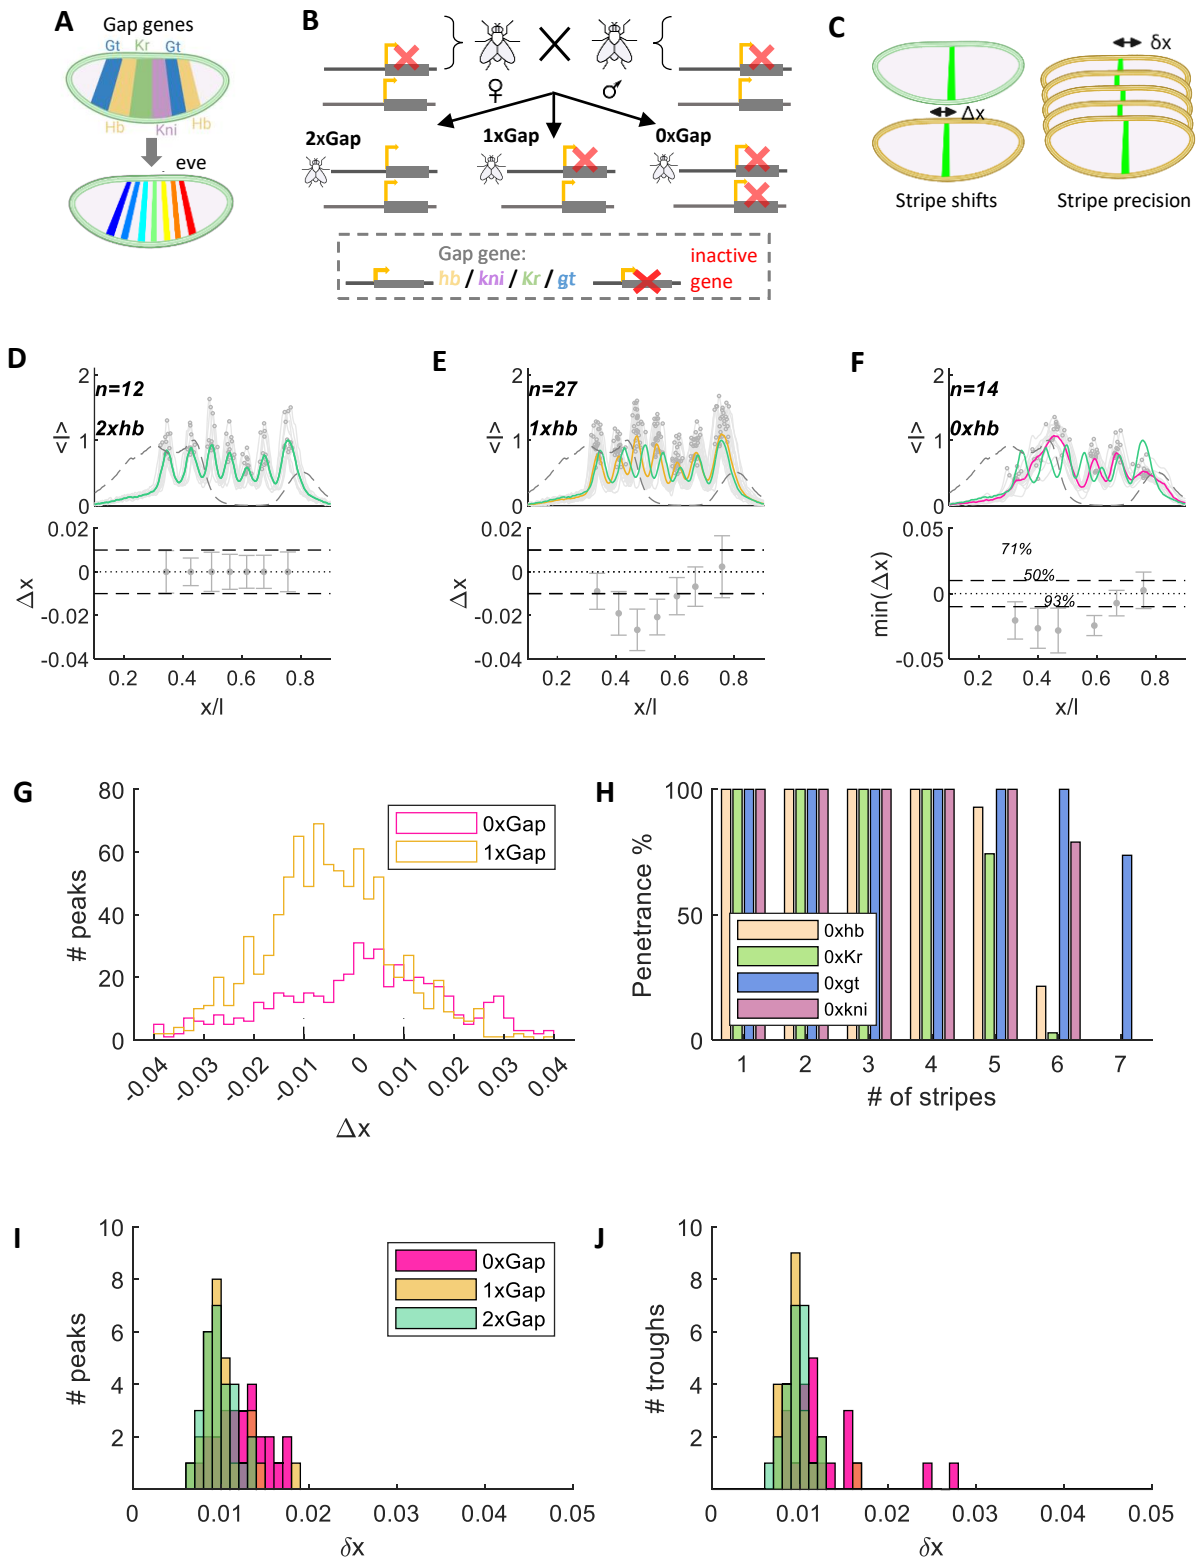 A
Gap genes
Gt Kr Gt
Hb Kni Hb
eve
B
♀ ♂
2xGap
1xGap
0xGap
Gap gene:
hb / kni / Kr / gt
inactive
gene
C
δx
Δx
Stripe shifts
Stripe precision
D
2
1
0
<I>
n=12
2xhb
0.02
0
-0.02
-0.04
Δx
0.2 0.4 0.6 0.8
x/l
E
2
1
0
<I>
n=27
1xhb
0.02
0
-0.02
-0.04
Δx
0.2 0.4 0.6 0.8
x/l
F
2
1
0
<I>
n=14
0xhb
0.05
0
-0.05
min(Δx)
71%
50%
93%
0.2 0.4 0.6 0.8
x/l
G
80
60
40
20
0
# peaks
0xGap
1xGap
-0.04 -0.03 -0.02 -0.01 0 0.01 0.02 0.03 0.04
Δx
H
100
50
0
Penetrance %
0xhb
0xKr
0xgt
0xkni
1 2 3 4 5 6 7
# of stripes
I
10
8
6
4
2
# peaks
0xGap
1xGap
2xGap
0 0.01 0.02 0.03 0.04 0.05
δx
J
10
8
6
4
2
# troughs
0 0.01 0.02 0.03 0.04 0.05
δx